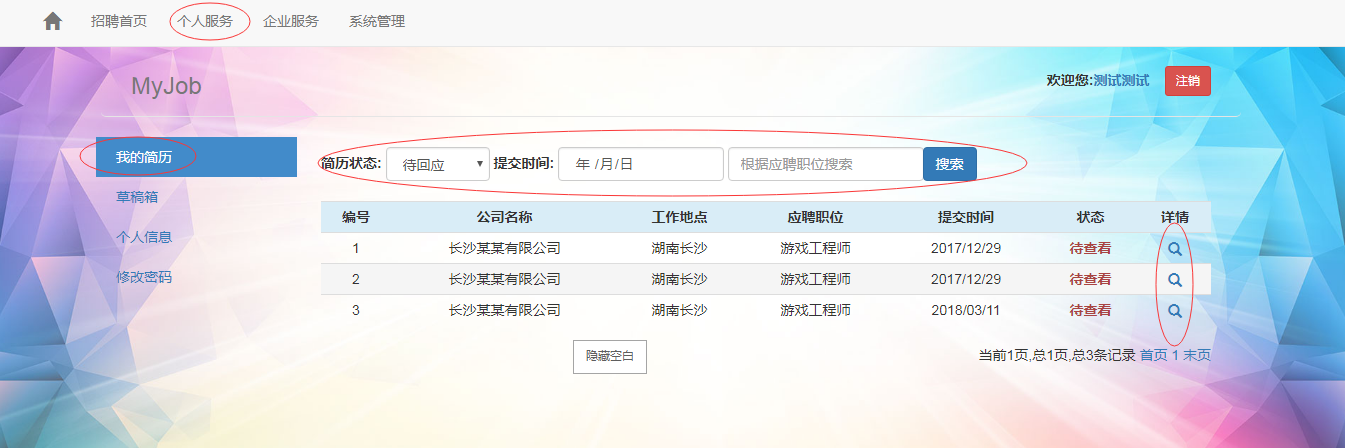 招聘首页 个人服务 企业服务 系统管理
MyJob
欢迎您:测试测试 注销
我的简历
草稿箱
个人信息
修改密码
简历状态: 待回应 提交时间: 年 /月/日 根据应聘职位搜索 搜索
编号 公司名称 工作地点 应聘职位 提交时间 状态 详情
1 长沙某某有限公司 湖南长沙 游戏工程师 2017/12/29 待查看
2 长沙某某有限公司 湖南长沙 游戏工程师 2017/12/29 待查看
3 长沙某某有限公司 湖南长沙 游戏工程师 2018/03/11 待查看
隐藏空白
当前1页,总1页,总3条记录 首页 1 末页